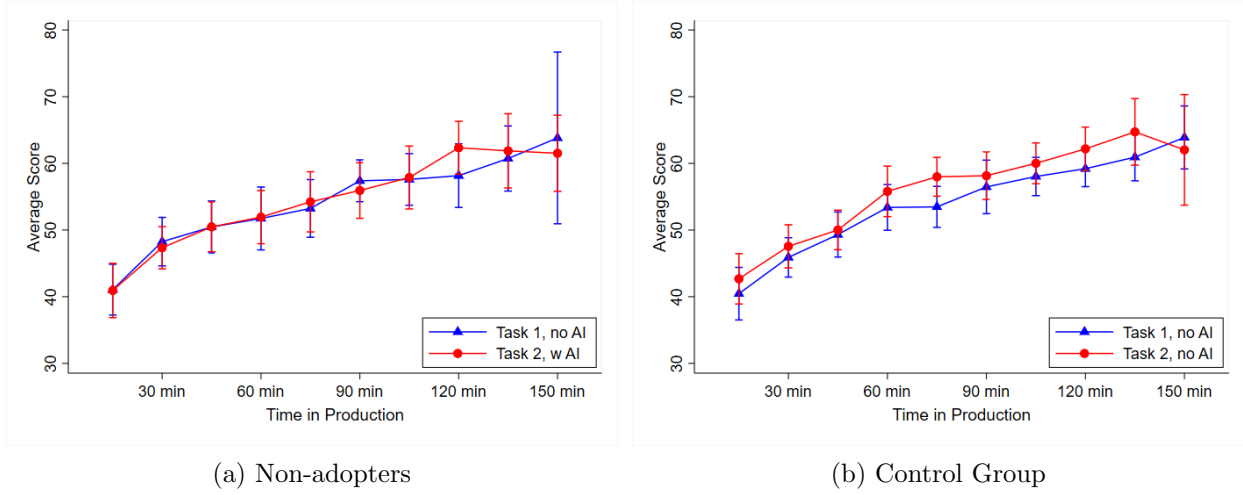 80
70
60
50
40
30
Average Score
30 min
60 min
90 min
120 min
150 min
Time in Production
Task 1, no AI
Task 2, w AI
(a) Non-adopters
80
70
60
50
40
30
Average Score
30 min
60 min
90 min
120 min
150 min
Time in Production
Task 1, no AI
Task 2, no AI
(b) Control Group